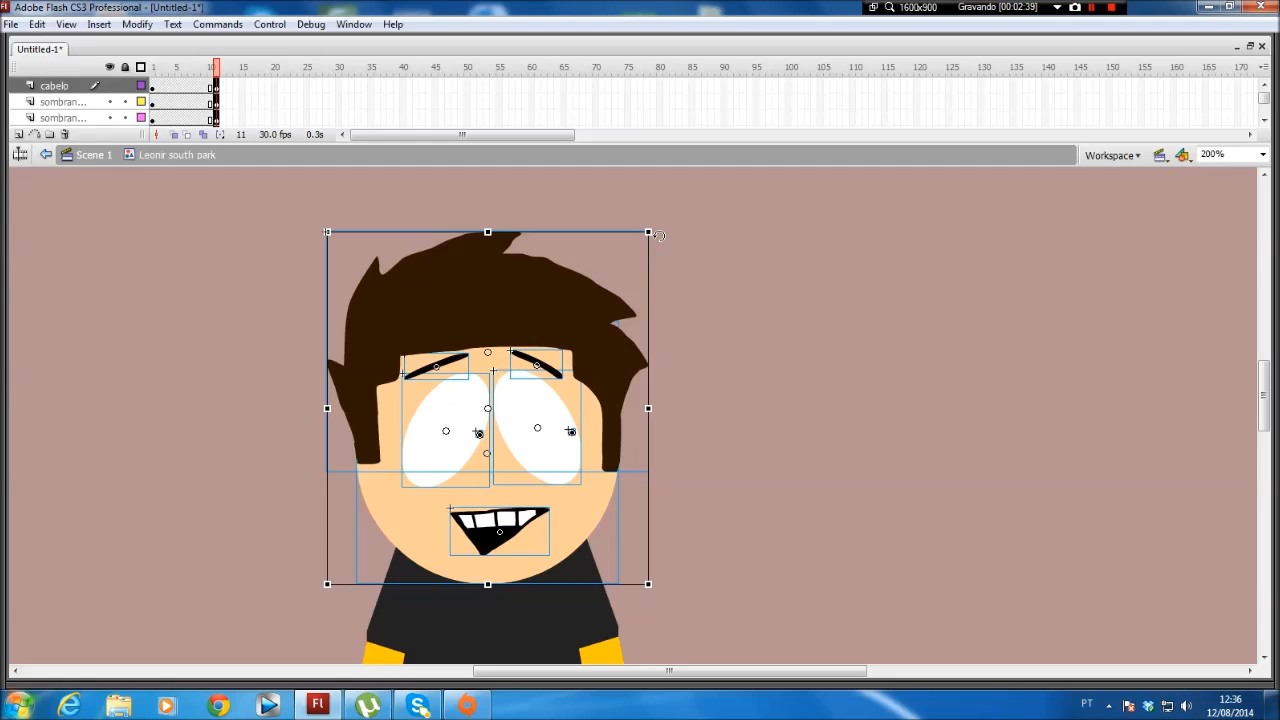 Adobe Flash CS3 Professional - [Untitled-1*]
1600x900
Gravando [00:02:39]
File Edit View Insert Modify Text Commands Control Debug Window Help
Untitled-1*
1 5 10 15 20 25 30 35 40 45 50 55 60 65 70 75 80 85 90 95 100 105 110 115 120 125 130 135 140 145 150 155 160 165 170
cabelo
sombran...
sombran...
11 30.0 fps 0.3s
Scene 1 Leonir south park Workspace 200%
Fl
PT
12:36
12/08/2014